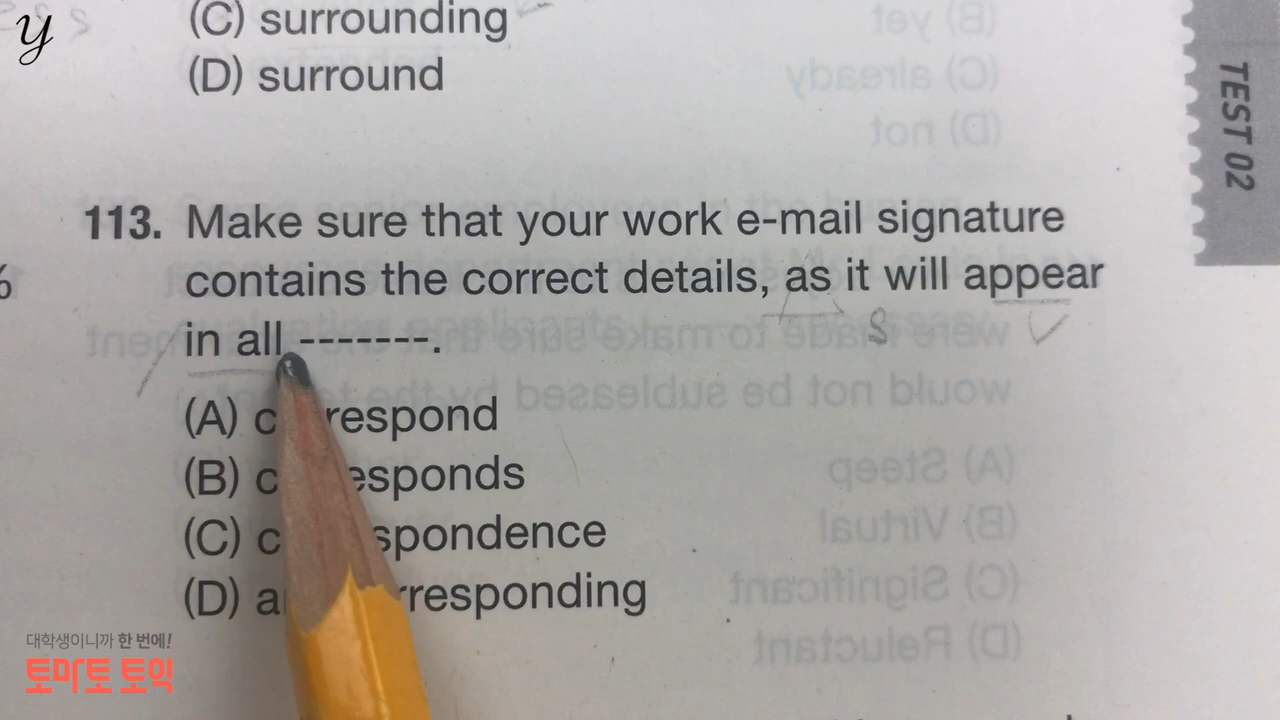 y
(C) surrounding
(D) surround
TEST 02
113. Make sure that your work e-mail signature
contains the correct details, as it will appear
S
in all -------.
(A) c respond
(B) c esponds
(C) c spondence
(D) a rresponding
대학생이니까 한 번에!
토마토 토익